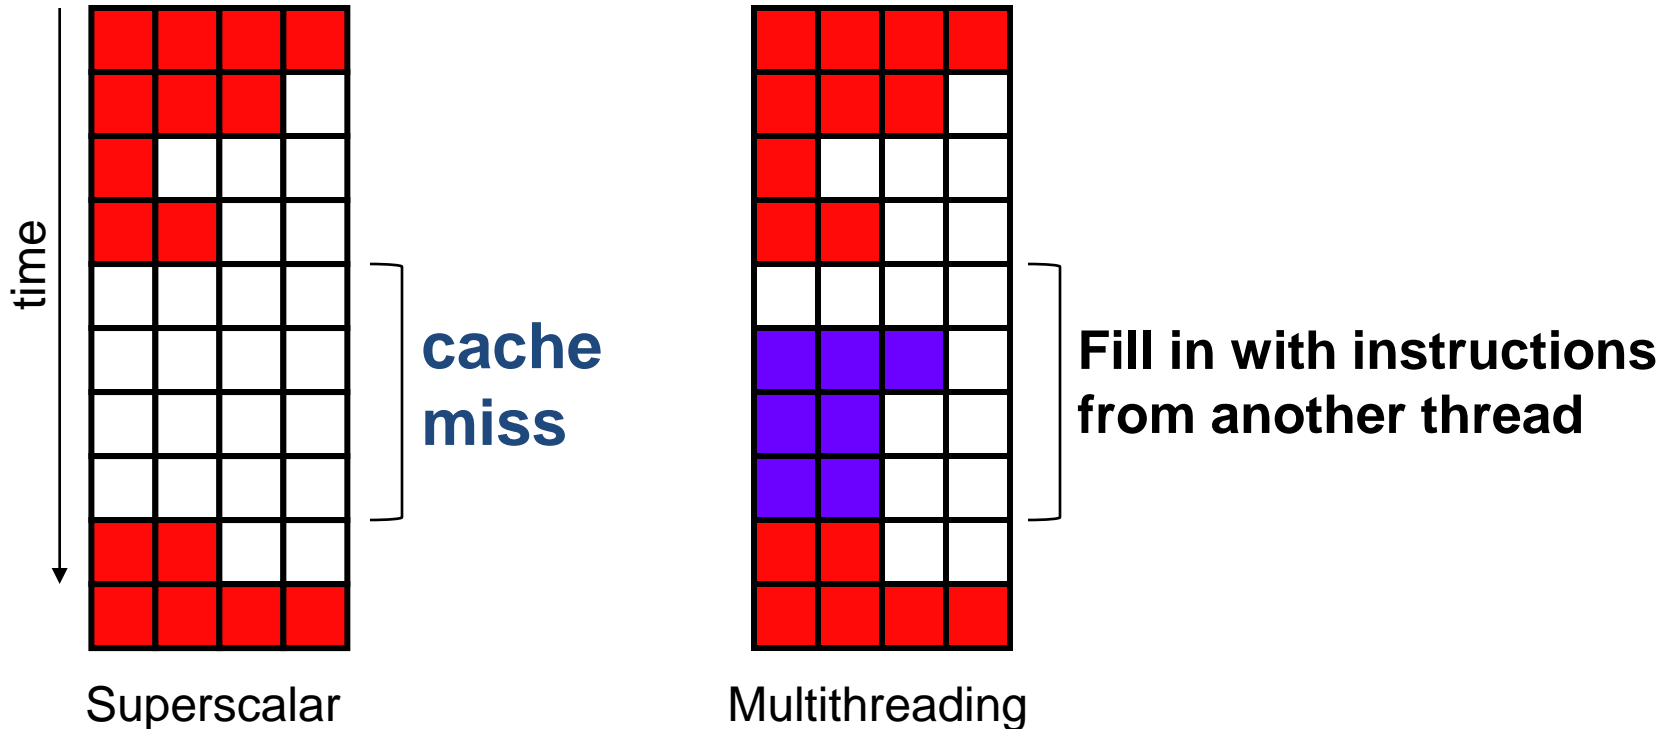 time
cache
miss
Fill in with instructions
from another thread
Superscalar
Multithreading